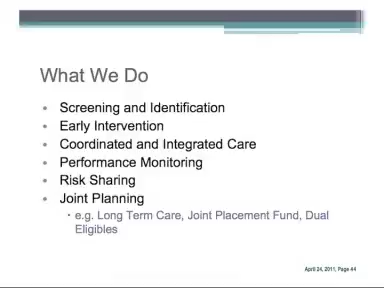 What We Do
• Screening and Identification
• Early Intervention
• Coordinated and Integrated Care
• Performance Monitoring
• Risk Sharing
• Joint Planning
• e.g. Long Term Care, Joint Placement Fund, Dual
Eligibles
April 24, 2011, Page 44